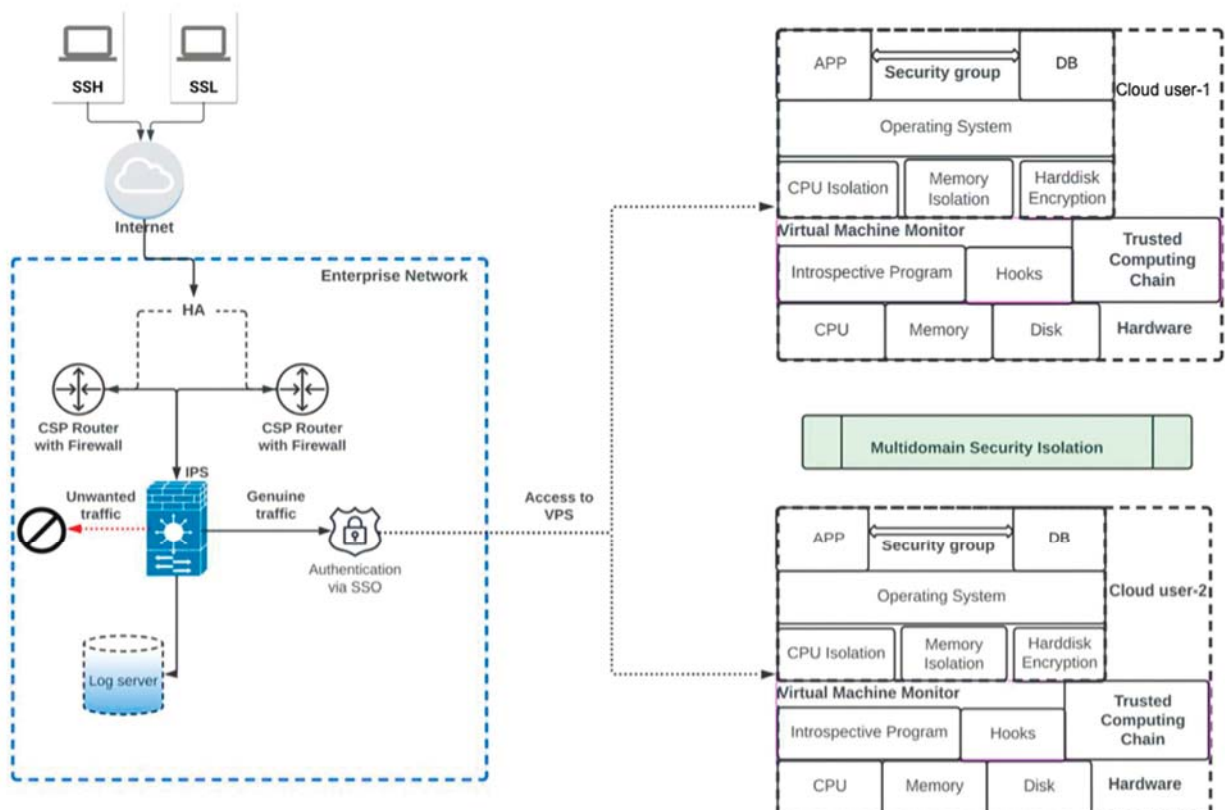 SSH
SSL
Internet
Enterprise Network
HA
CSP Router
with Firewall
CSP Router
with Firewall
IPS
Unwanted
traffic
Genuine
traffic
Authentication
via SSO
Log server
Access to
VPS
APP
Security group
DB
Cloud user-1
Operating System
CPU Isolation
Memory
Isolation
Harddisk
Encryption
Virtual Machine Monitor
Trusted
Computing
Chain
Introspective Program
Hooks
CPU
Memory
Disk
Hardware
Multidomain Security Isolation
APP
Security group
DB
Cloud user-2
Operating System
CPU Isolation
Memory
Isolation
Harddisk
Encryption
Virtual Machine Monitor
Trusted
Computing
Chain
Introspective Program
Hooks
CPU
Memory
Disk
Hardware